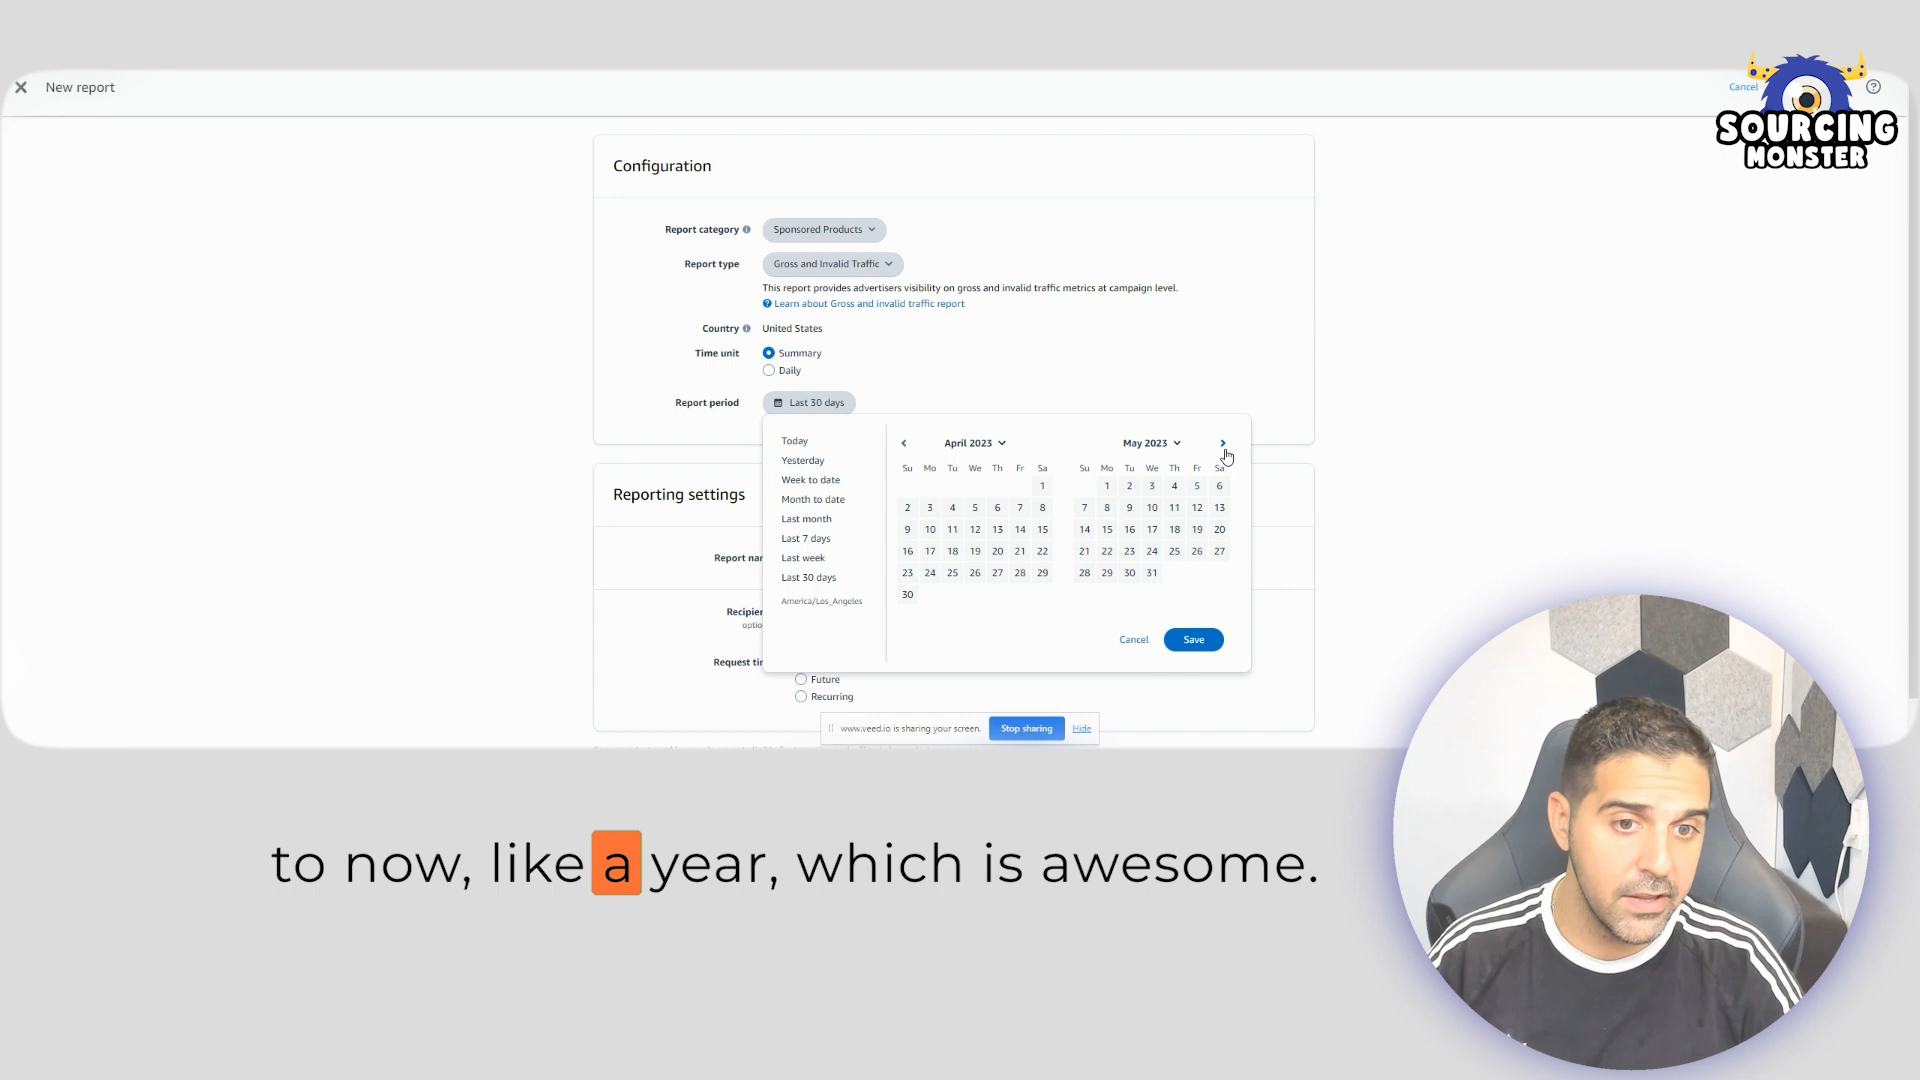 New report
Cancel
SOURCING
MONSTER
Configuration
Report category
Sponsored Products
Report type
Gross and Invalid Traffic
This report provides advertisers visibility on gross and invalid traffic metrics at campaign level.
Learn about Gross and invalid traffic report
Country
United States
Time unit
Summary
Daily
Report period
Last 30 days
Today
Yesterday
Week to date
Month to date
Last month
Last 7 days
Last week
Last 30 days
America/Los_Angeles
April 2023
Su Mo Tu We Th Fr Sa
1
2 3 4 5 6 7 8
9 10 11 12 13 14 15
16 17 18 19 20 21 22
23 24 25 26 27 28 29
30
May 2023
Su Mo Tu We Th Fr Sa
1 2 3 4 5 6
7 8 9 10 11 12 13
14 15 16 17 18 19 20
21 22 23 24 25 26 27
28 29 30 31
Cancel
Save
Reporting settings
Report nar
Recipier
optio
Request tir
Future
Recurring
www.veed.io is sharing your screen.
Stop sharing
Hide
to now, like a year, which is awesome.